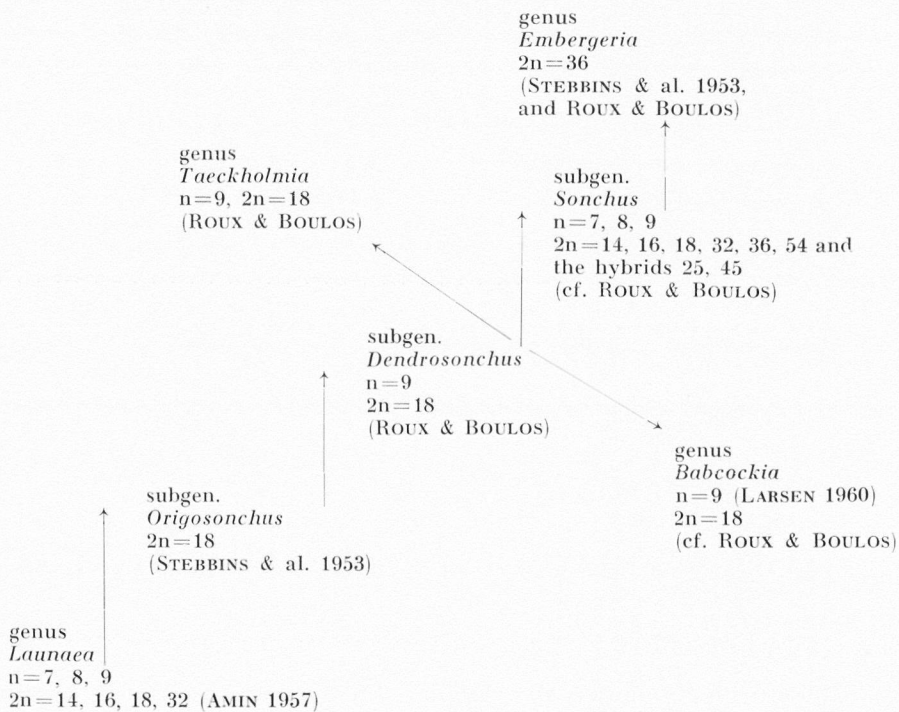 genus
Embergeria
2n=36
(STEBBINS & al. 1953,
and ROUX & BOULOS)
genus
Taeckholmia
n=9, 2n=18
(ROUX & BOULOS)
subgen.
Sonchus
n=7, 8, 9
2n=14, 16, 18, 32, 36, 54 and
the hybrids 25, 45
(cf. ROUX & BOULOS)
subgen.
Dendrosonchus
n=9
2n=18
(ROUX & BOULOS)
genus
Babcockia
n=9 (LARSEN 1960)
2n=18
(cf. ROUX & BOULOS)
subgen.
Origosonchus
2n=18
(STEBBINS & al. 1953)
genus
Launaea
n=7, 8, 9
2n=14, 16, 18, 32 (AMIN 1957)